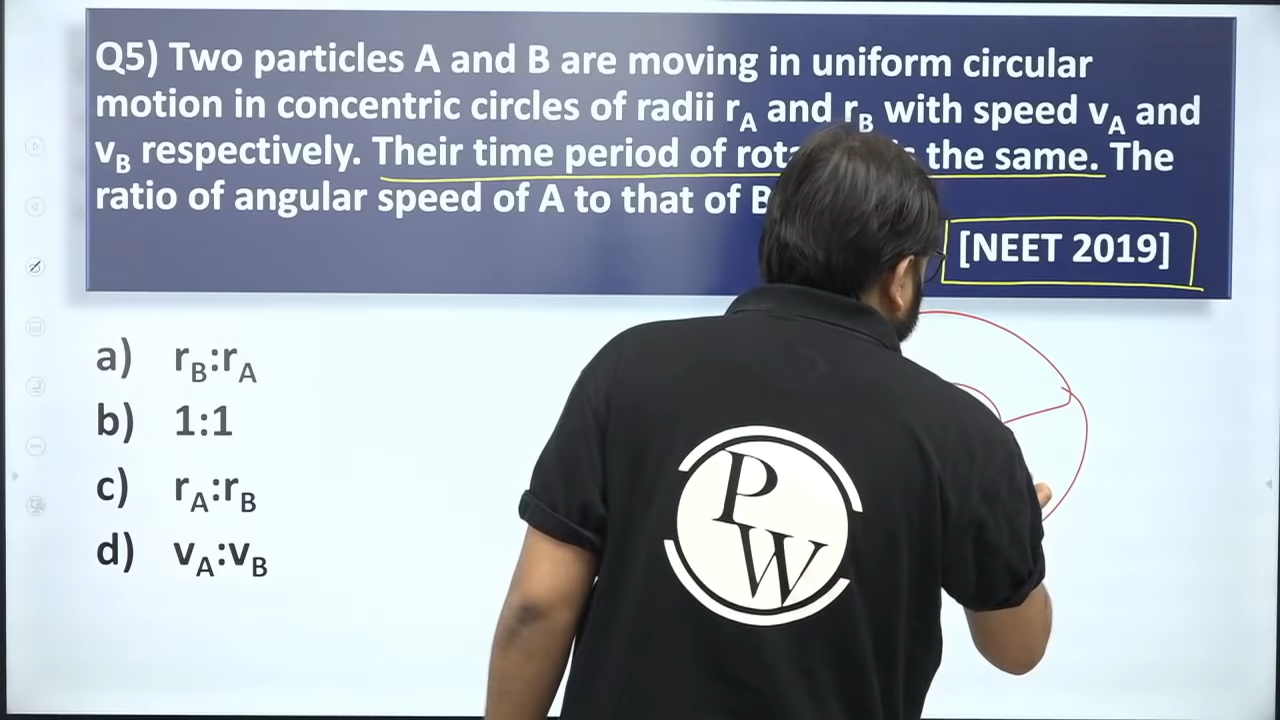 Q5) Two particles A and B are moving in uniform circular
motion in concentric circles of radii rA and rB with speed vA and
vB respectively. Their time period of the same. The
ratio of angular speed of A to that of B
[NEET 2019]
a) rB:rA
b) 1:1
c) rA:rB
d) vA:vB
P
W